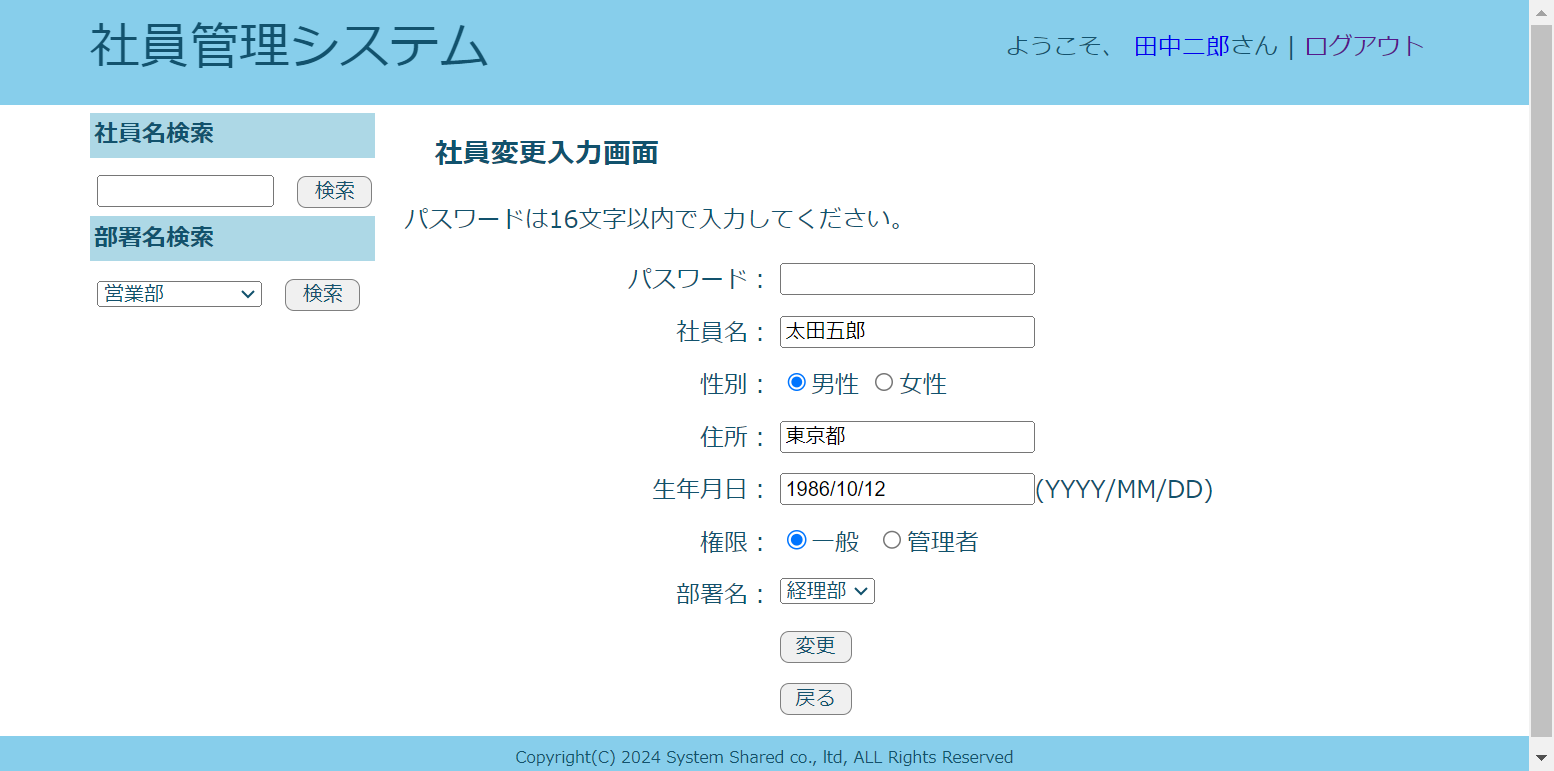 社員管理システム
ようこそ、 田中二郎さん | ログアウト
社員名検索
検索
部署名検索
営業部 検索
社員変更入力画面
パスワードは16文字以内で入力してください。
パスワード：
社員名： 太田五郎
性別： 男性 女性
住所： 東京都
生年月日： 1986/10/12 (YYYY/MM/DD)
権限： 一般 管理者
部署名： 経理部
変更
戻る
Copyright(C) 2024 System Shared co., ltd, ALL Rights Reserved